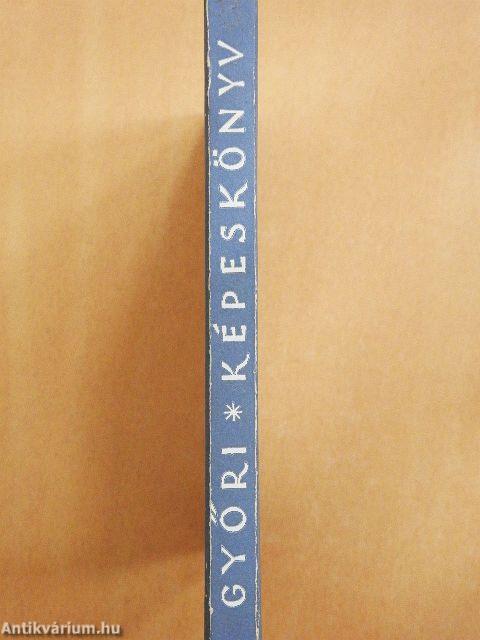 GYŐRI * KÉPESKÖNYV
Antikvárium.hu